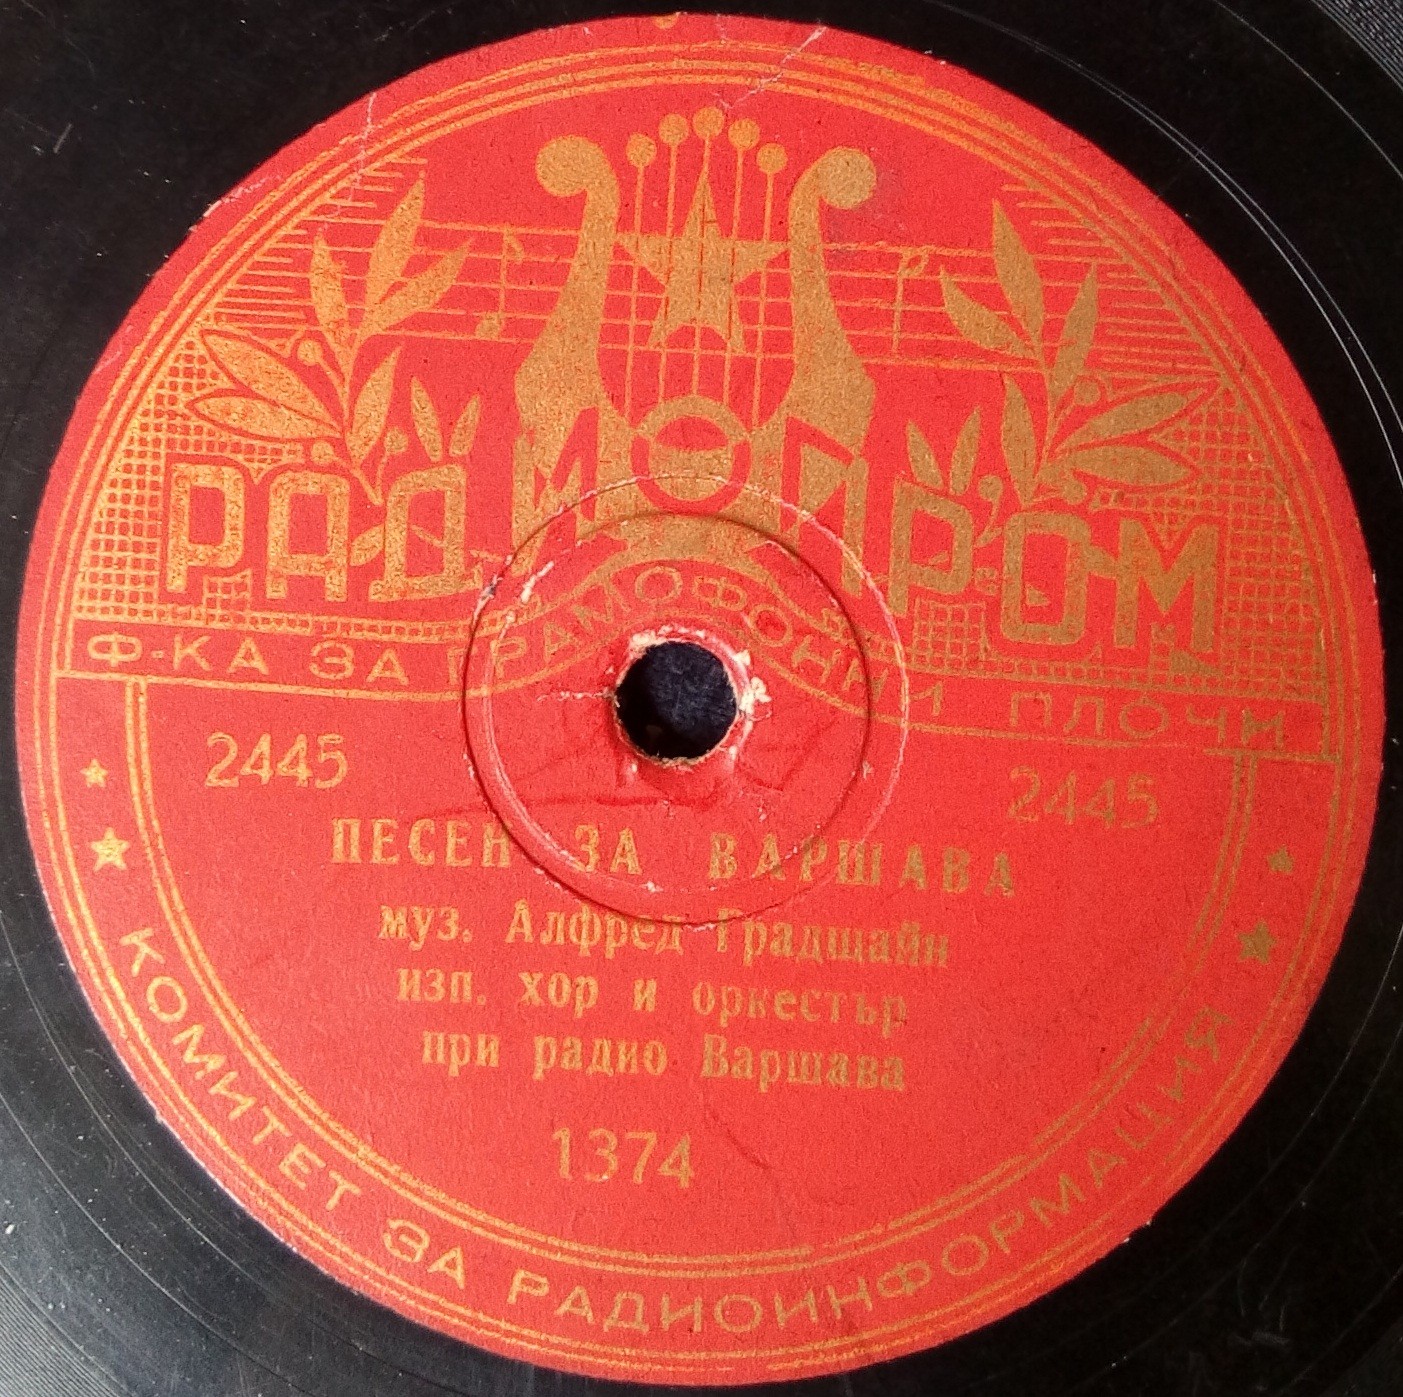 РАДИОПРОМ
Ф-КА ЗА ГРАМОФОННИ ПЛОЧИ
2445 2445
ПЕСЕН ЗА ВАРШАВА
муз. Алфред Градщайн
изп. хор и оркестър
при радио Варшава
1374
КОМИТЕТ ЗА РАДИОИНФОРМАЦИЯ